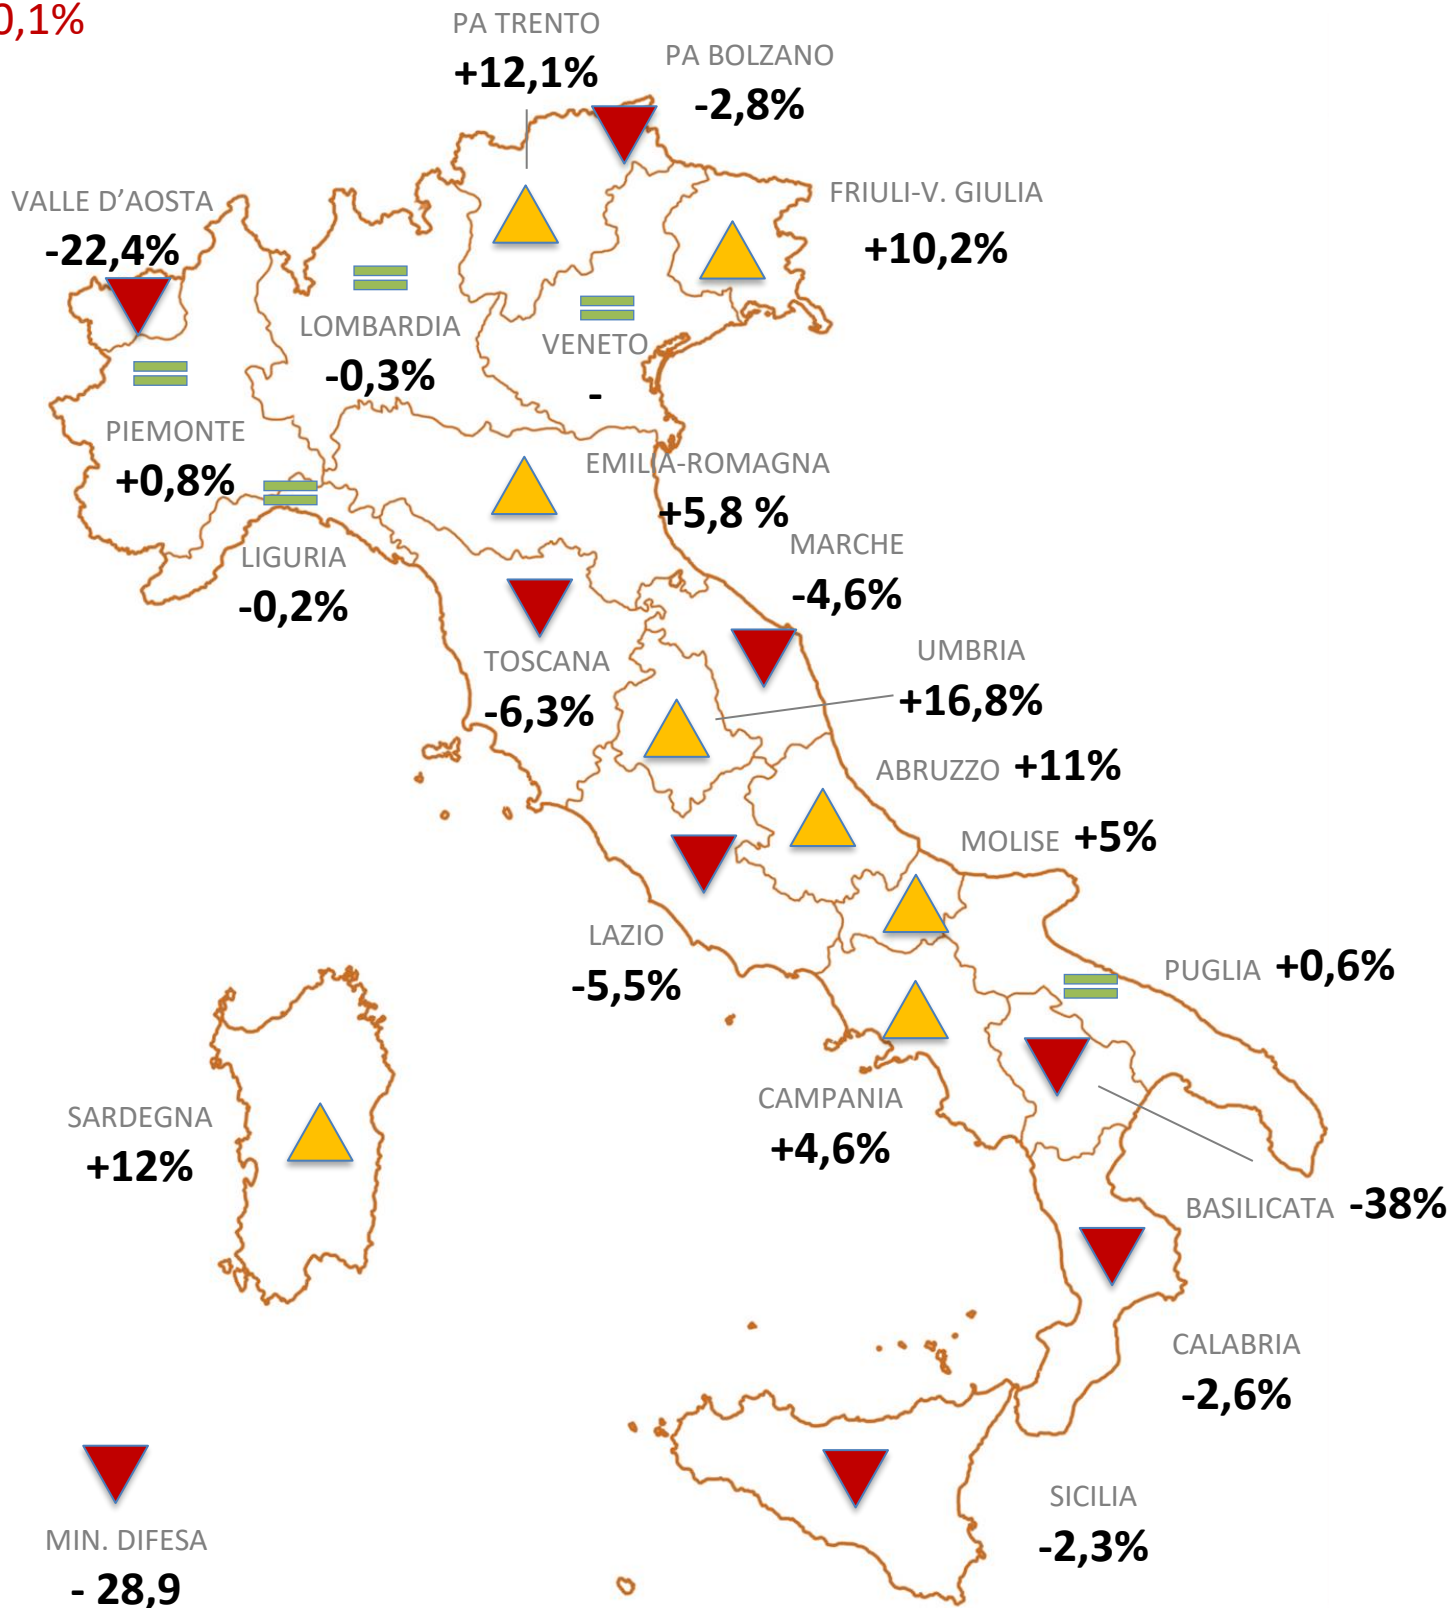 0,1%
PA TRENTO
+12,1%
PA BOLZANO
-2,8%
VALLE D’AOSTA
-22,4%
FRIULI-V. GIULIA
+10,2%
LOMBARDIA
-0,3%
VENETO
-
PIEMONTE
+0,8%
EMILIA-ROMAGNA
+5,8 %
LIGURIA
-0,2%
MARCHE
-4,6%
TOSCANA
-6,3%
UMBRIA
+16,8%
ABRUZZO +11%
MOLISE +5%
LAZIO
-5,5%
PUGLIA +0,6%
CAMPANIA
+4,6%
SARDEGNA
+12%
BASILICATA -38%
CALABRIA
-2,6%
SICILIA
-2,3%
MIN. DIFESA
- 28,9